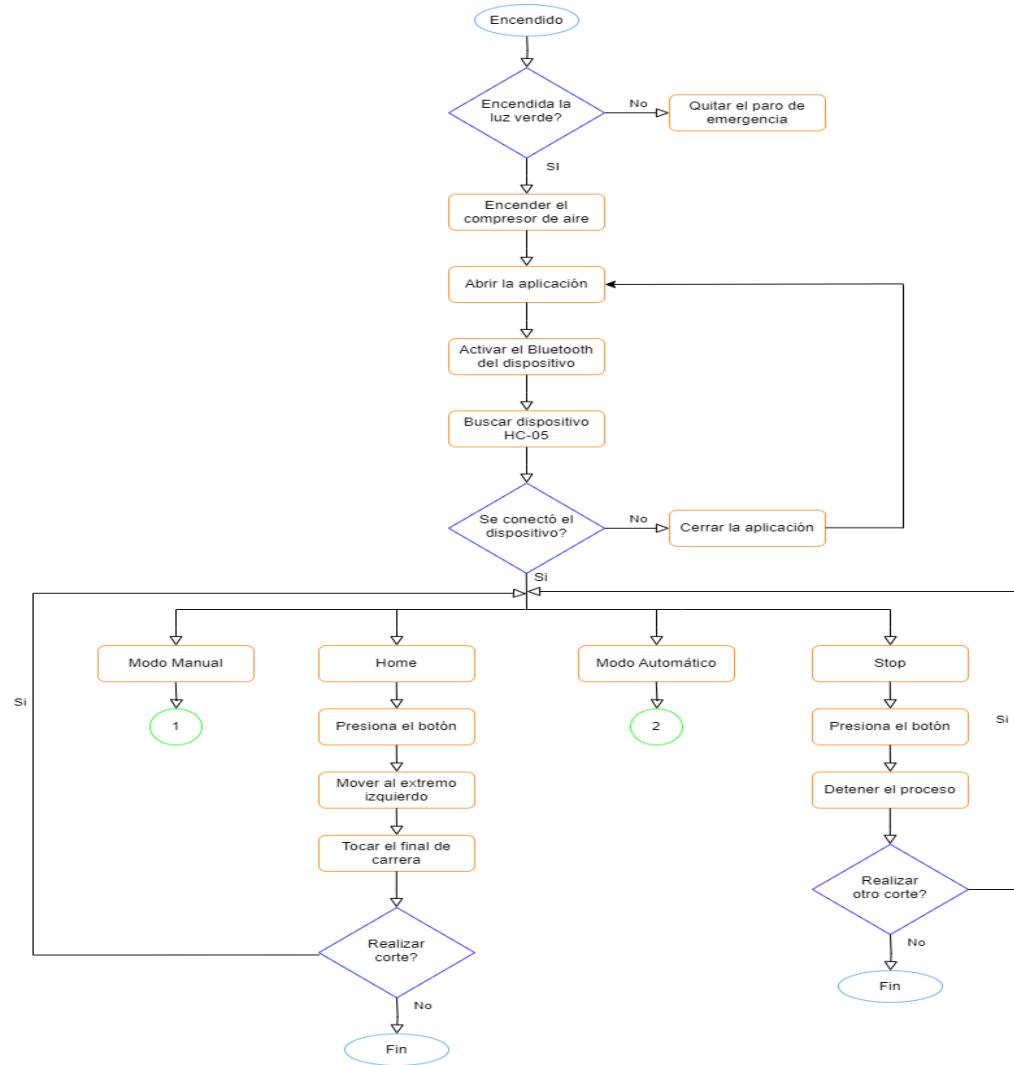 Encendido
Encendida la
luz verde?
No
Quitar el paro de
emergencia
SI
Encender el
compresor de aire
Abrir la aplicación
Activar el Bluetooth
del dispositivo
Buscar dispositivo
HC-05
Se conectó el
dispositivo?
No
Cerrar la aplicación
Si
Modo Manual
Home
Modo Automático
Stop
Si
1
Presiona el botón
2
Presiona el botón
Si
Mover al extremo
izquierdo
Detener el proceso
Tocar el final de
carrera
Realizar
otro corte?
Realizar
corte?
No
Fin
No
Fin